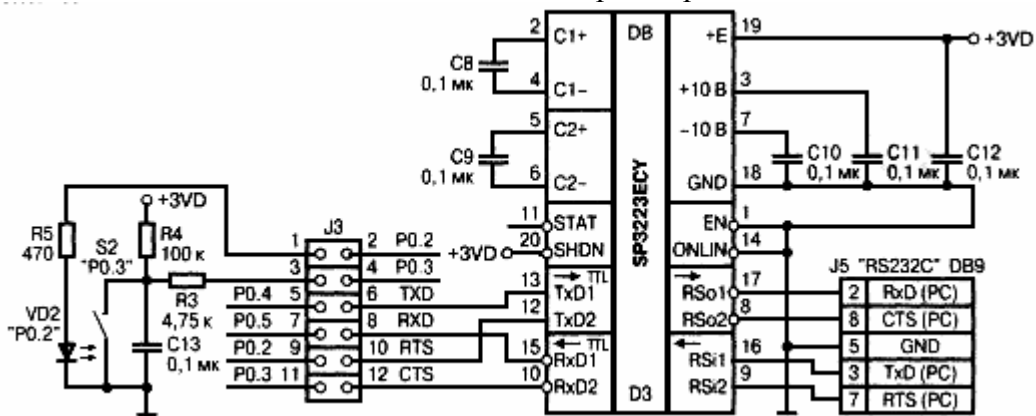 2
C1+
DB
+E
19
+3VD
C8
0,1 мк
4
C1–
+10 В
3
5
C2+
–10 В
7
C9
0,1 мк
6
C2–
GND
18
C10
0,1 мк
C11
0,1 мк
C12
0,1 мк
SP3223ECY
11
STAT
EN
1
+3VD
20
SHDN
ONLIN
14
+3VD
R5
470
S2
"P0.3"
R4
100 к
J3
1
2
P0.2
3
4
P0.3
P0.4
5
6
TXD
P0.5
7
8
RXD
P0.2
9
10
RTS
P0.3
11
12
CTS
R3
4,75 к
VD2
"P0.2"
C13
0,1 мк
13
TTL
TxD1
12
TxD2
RSo1
17
RSo2
8
15
TTL
RxD1
10
RxD2
RSi1
16
RSi2
9
D3
J5 "RS232C" DB9
2 RxD (PC)
8 CTS (PC)
5 GND
3 TxD (PC)
7 RTS (PC)